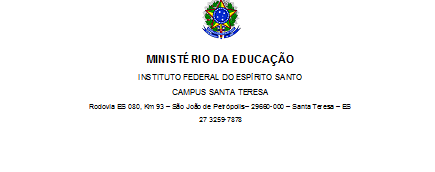 MINISTÉRIO DA EDUCAÇÃO
INSTITUTO FEDERAL DO ESPÍRITO SANTO
CAMPUS SANTA TERESA
Rodovia ES 080, Km 93 – São João de Petrópolis– 29660-000 – Santa Teresa – ES
27 3259-7878